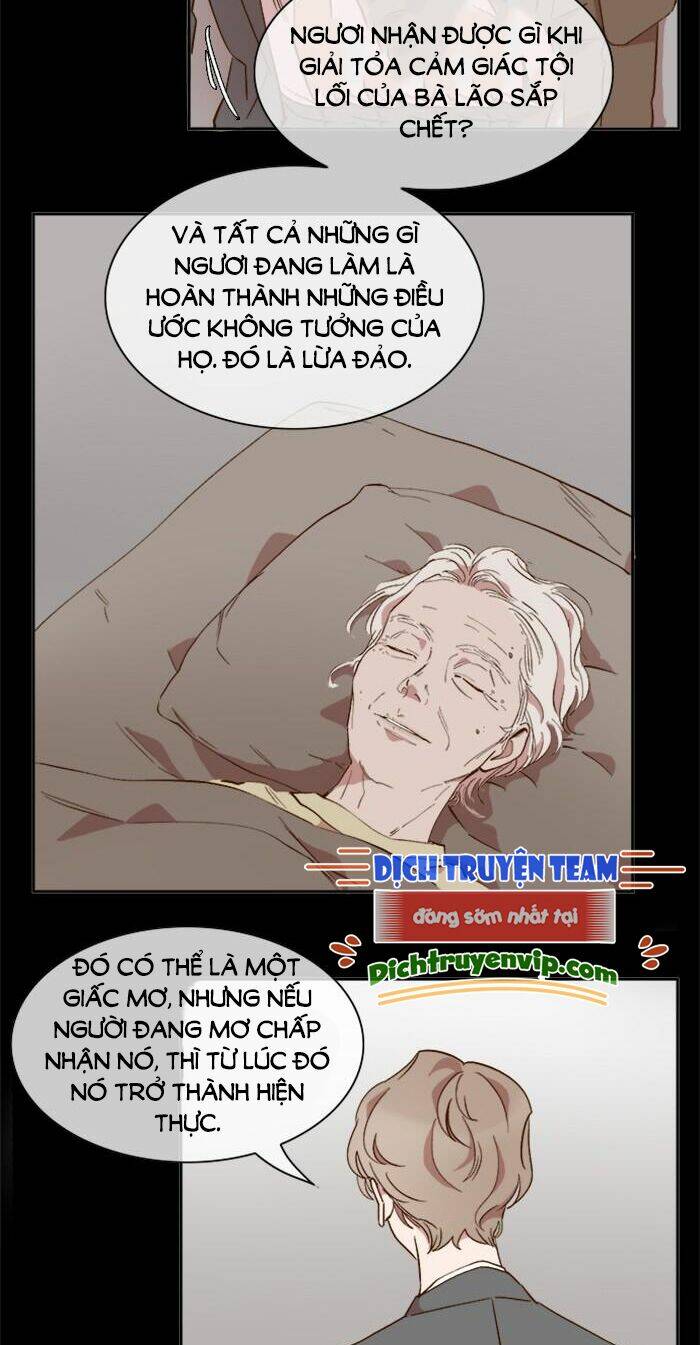 NGƯƠI NHẬN ĐƯỢC GÌ KHI
GIẢI TỎA CẢM GIÁC TỘI
LỖI CỦA BÀ LÃO SẮP
CHẾT?
VÀ TẤT CẢ NHỮNG GÌ
NGƯƠI ĐANG LÀM LÀ
HOÀN THÀNH NHỮNG ĐIỀU
ƯỚC KHÔNG TƯỞNG CỦA
HỌ. ĐÓ LÀ LỪA ĐẢO.
DỊCH TRUYỆN TEAM
đăng sớm nhất tại
Dichtruyenvip.com
ĐÓ CÓ THỂ LÀ MỘT
GIẤC MƠ, NHƯNG NẾU
NGƯỜI ĐANG MƠ CHẤP
NHẬN NÓ, THÌ TỪ LÚC ĐÓ
NÓ TRỞ THÀNH HIỆN
THỰC.